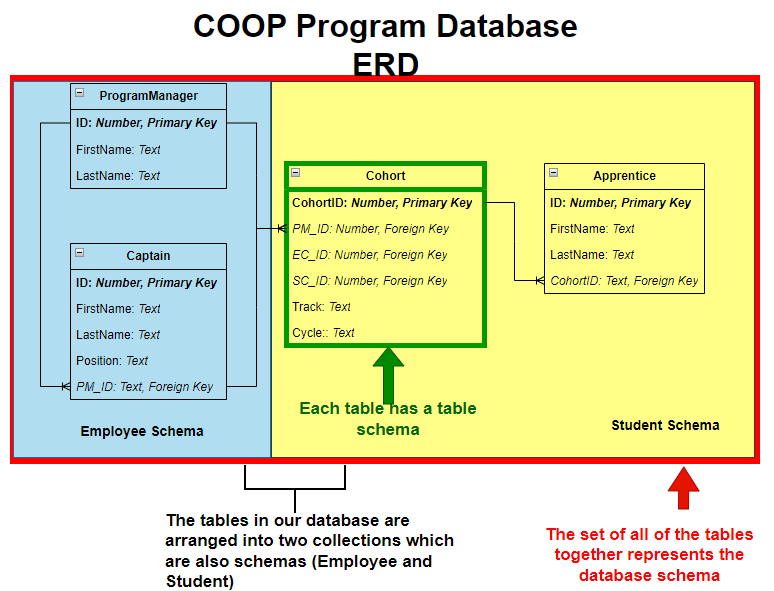 COOP Program Database
ERD
ProgramManager
ID: Number, Primary Key
FirstName: Text
LastName: Text
Captain
ID: Number, Primary Key
FirstName: Text
LastName: Text
Position: Text
PM_ID: Text, Foreign Key
Employee Schema
Cohort
CohortID: Number, Primary Key
PM_ID: Number, Foreign Key
EC_ID: Number, Foreign Key
SC_ID: Number, Foreign Key
Track: Text
Cycle:: Text
Each table has a table
schema
Apprentice
ID: Number, Primary Key
FirstName: Text
LastName: Text
CohortID: Text, Foreign Key
Student Schema
The tables in our database are
arranged into two collections which
are also schemas (Employee and
Student)
The set of all of the tables
together represents the
database schema